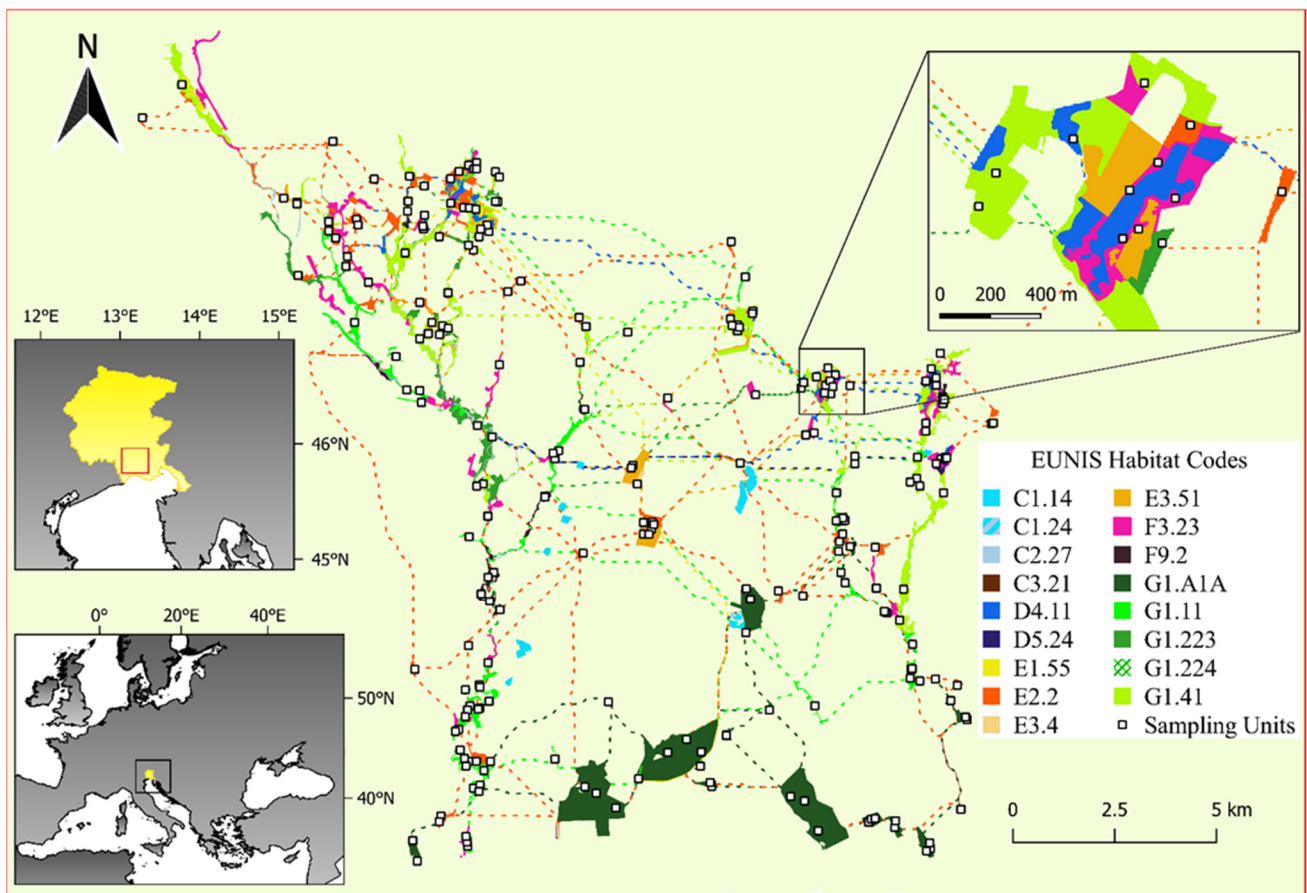 N
0 200 400 m
12°E 13°E 14°E 15°E
46°N
45°N
EUNIS Habitat Codes
C1.14 E3.51
C1.24 F3.23
C2.27 F9.2
C3.21 G1.A1A
D4.11 G1.11
D5.24 G1.223
E1.55 G1.224
E2.2 G1.41
E3.4 Sampling Units
0° 20°E 40°E
50°N
40°N
0 2.5 5 km